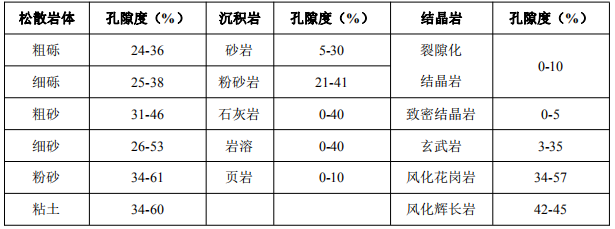 松散岩体 孔隙度（%） 沉积岩 孔隙度（%） 结晶岩 孔隙度（%）
粗砾 24-36 砂岩 5-30 裂隙化结晶岩 0-10
细砾 25-38 粉砂岩 21-41
粗砂 31-46 石灰岩 0-40 致密结晶岩 0-5
细砂 26-53 岩溶 0-40 玄武岩 3-35
粉砂 34-61 页岩 0-10 风化花岗岩 34-57
粘土 34-60 风化辉长岩 42-45